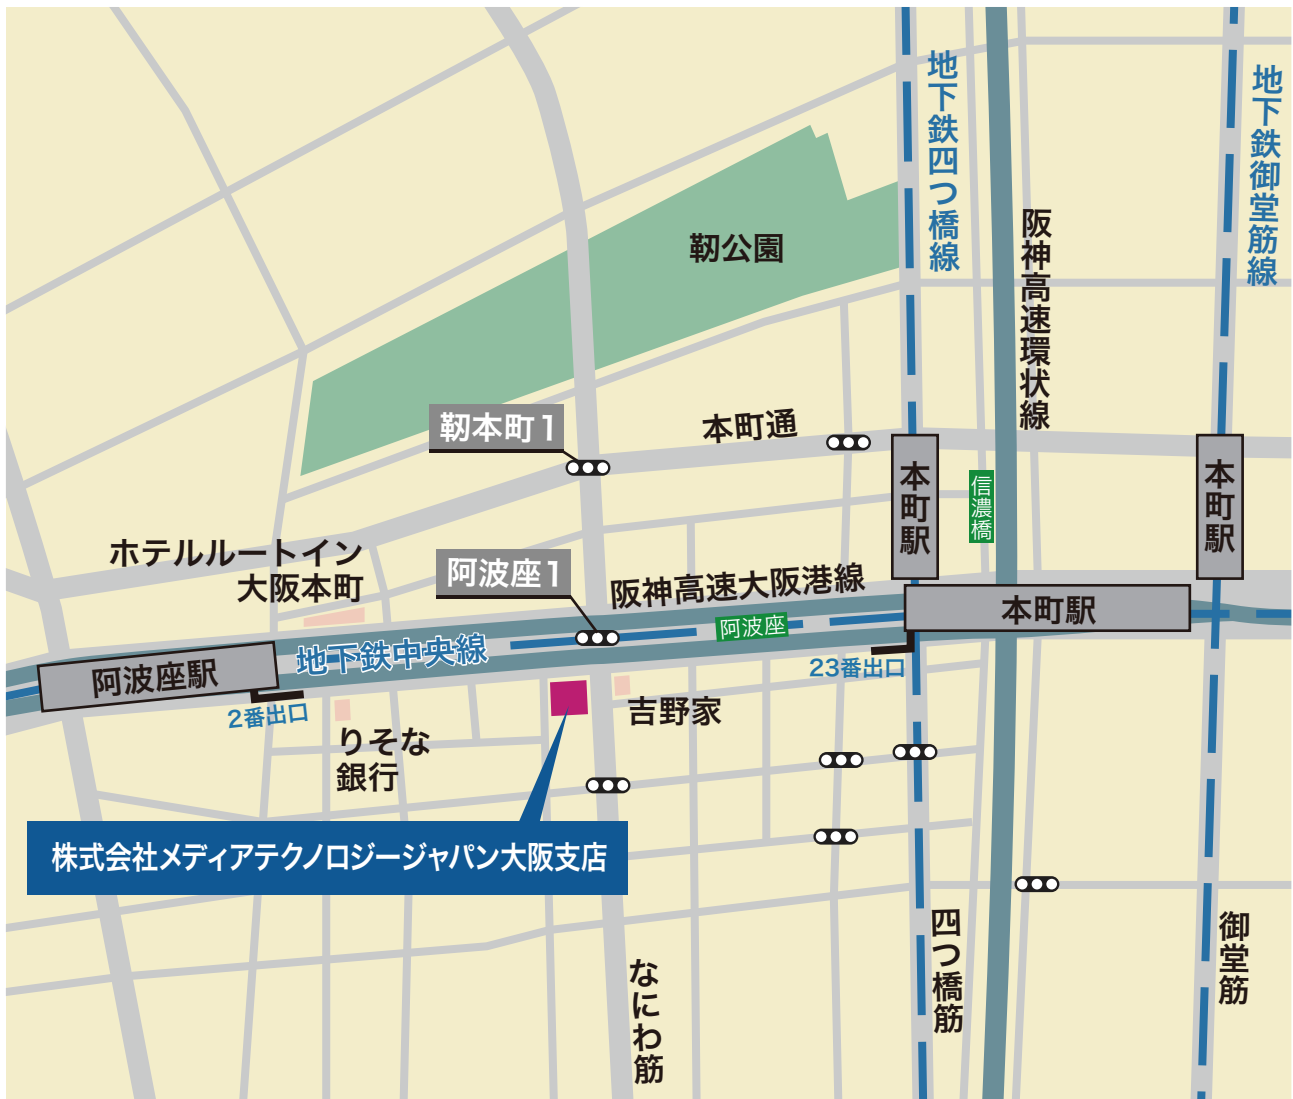 地下鉄四つ橋線
地下鉄御堂筋線
阪神高速環状線
靭公園
本町通
靭本町1
本町駅
信濃橋
本町駅
ホテルルートイン
大阪本町
阿波座1
阪神高速大阪港線
阿波座
本町駅
地下鉄中央線
阿波座駅
2番出口
23番出口
吉野家
りそな
銀行
株式会社メディアテクノロジージャパン大阪支店
なにわ筋
四つ橋筋
御堂筋